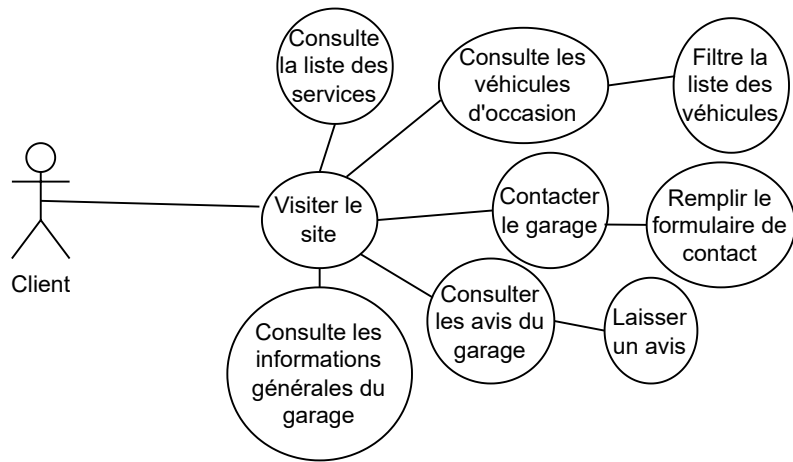 Consulte
la liste des
services
Consulte les
véhicules
d'occasion
Filtre la
liste des
véhicules
Visiter le
site
Contacter
le garage
Remplir le
formulaire de
contact
Client
Consulter
les avis du
garage
Laisser
un avis
Consulte les
informations
générales du
garage